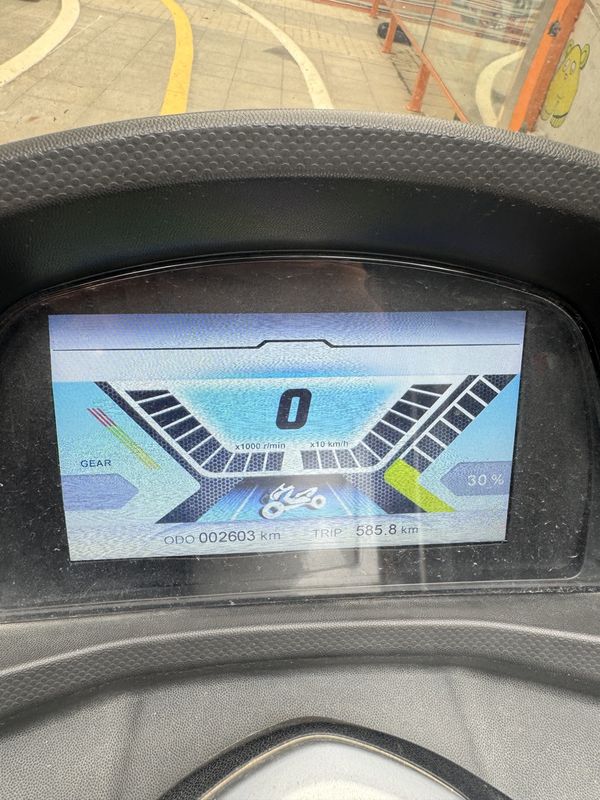 0
x1000 r/min x10 km/h
GEAR
30 %
ODO 002603 km TRIP 585.8 km